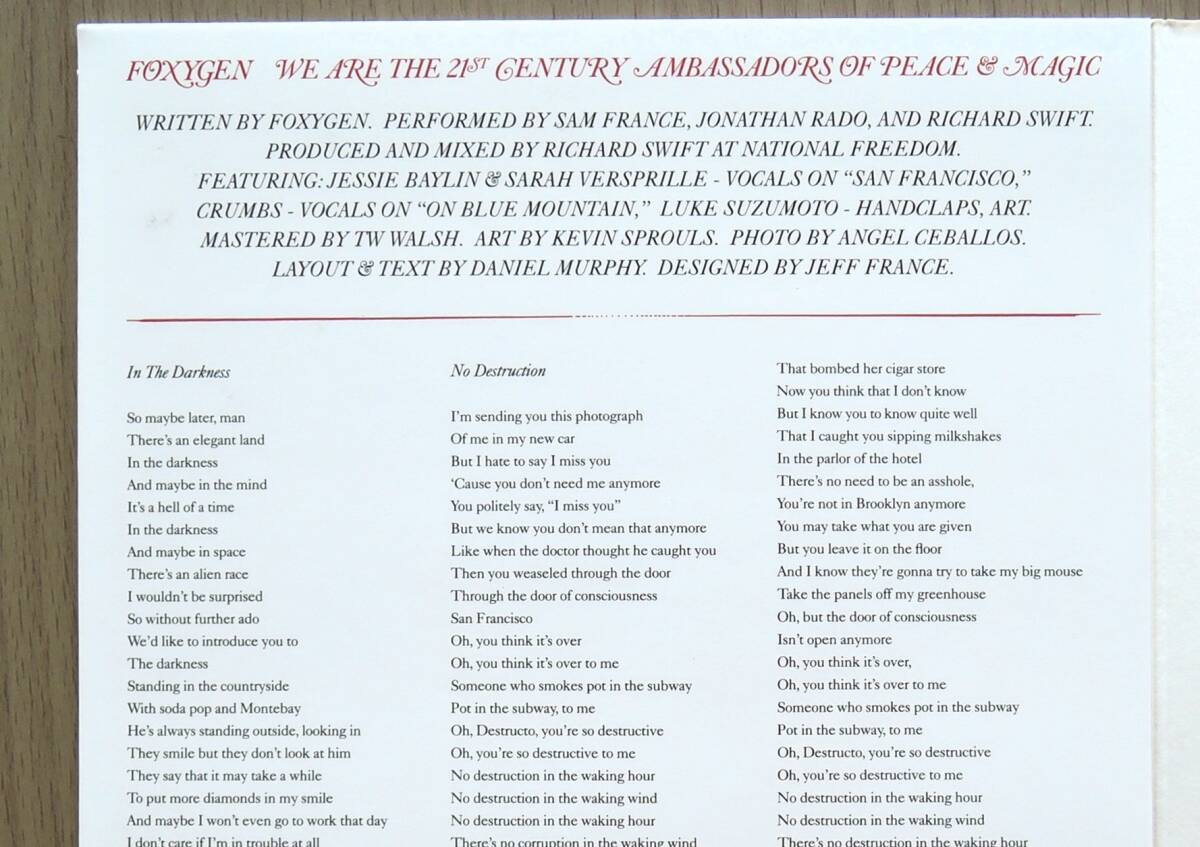 FOXYGEN WE ARE THE 21ST CENTURY AMBASSADORS OF PEACE & MAGIC
WRITTEN BY FOXYGEN. PERFORMED BY SAM FRANCE, JONATHAN RADO, AND RICHARD SWIFT.
PRODUCED AND MIXED BY RICHARD SWIFT AT NATIONAL FREEDOM.
FEATURING: JESSIE BAYLIN & SARAH VERSPRILLE - VOCALS ON “SAN FRANCISCO,”
CRUMBS - VOCALS ON “ON BLUE MOUNTAIN,” LUKE SUZUMOTO - HANDCLAPS, ART.
MASTERED BY TW WALSH. ART BY KEVIN SPROULS. PHOTO BY ANGEL CEBALLOS.
LAYOUT & TEXT BY DANIEL MURPHY. DESIGNED BY JEFF FRANCE.
In The Darkness
So maybe later, man
There’s an elegant land
In the darkness
And maybe in the mind
It’s a hell of a time
In the darkness
And maybe in space
There’s an alien race
I wouldn’t be surprised
So without further ado
We’d like to introduce you to
The darkness
Standing in the countryside
With soda pop and Montebay
He’s always standing outside, looking in
They smile but they don’t look at him
They say that it may take a while
To put more diamonds in my smile
And maybe I won’t even go to work that day
I don’t care if I’m in trouble at all
No Destruction
I’m sending you this photograph
Of me in my new car
But I hate to say I miss you
‘Cause you don’t need me anymore
You politely say, “I miss you”
But we know you don’t mean that anymore
Like when the doctor thought he caught you
Then you weaseled through the door
Through the door of consciousness
San Francisco
Oh, you think it’s over
Oh, you think it’s over to me
Someone who smokes pot in the subway
Pot in the subway, to me
Oh, Destructo, you’re so destructive
Oh, you’re so destructive to me
No destruction in the waking hour
No destruction in the waking wind
No destruction in the waking hour
There’s no corruption in the waking wind
That bombed her cigar store
Now you think that I don’t know
But I know you to know quite well
That I caught you sipping milkshakes
In the parlor of the hotel
There’s no need to be an asshole,
You’re not in Brooklyn anymore
You may take what you are given
But you leave it on the floor
And I know they’re gonna try to take my big mouse
Take the panels off my greenhouse
Oh, but the door of consciousness
Isn’t open anymore
Oh, you think it’s over,
Oh, you think it’s over to me
Someone who smokes pot in the subway
Pot in the subway, to me
Oh, Destructo, you’re so destructive
Oh, you’re so destructive to me
No destruction in the waking hour
No destruction in the waking wind
There’s no destruction in the waking hour